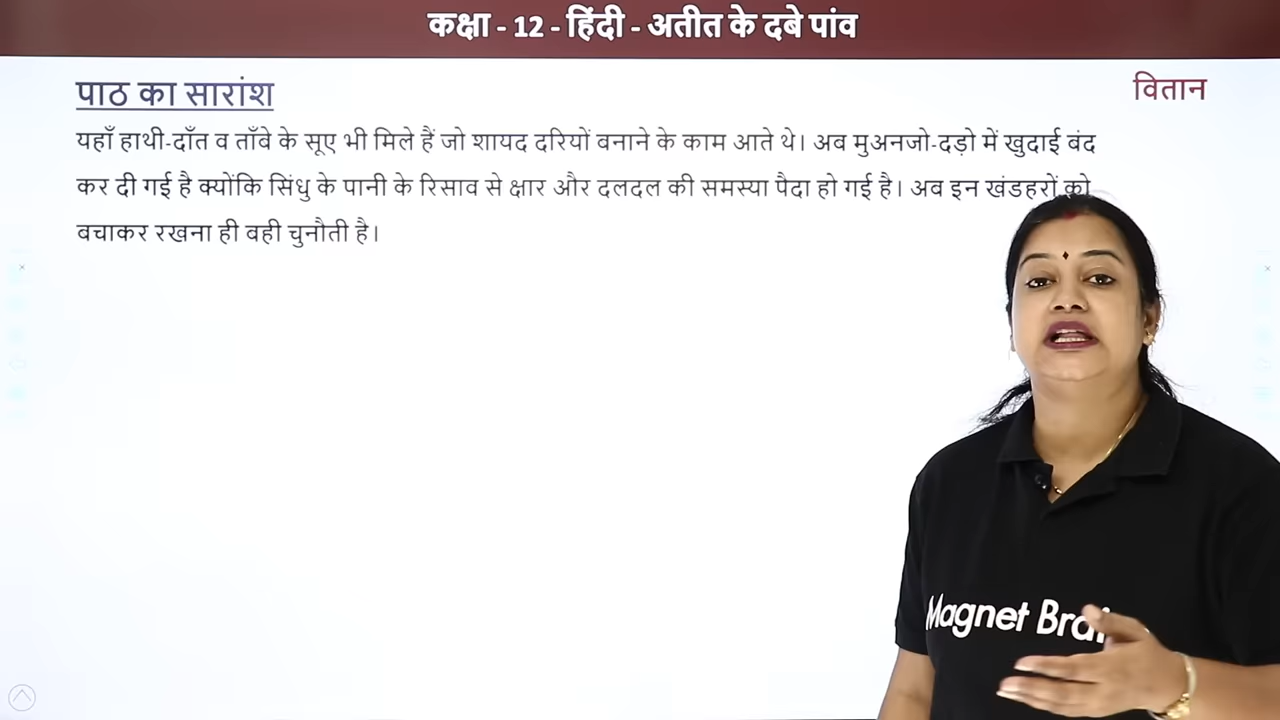 कक्षा - 12 - हिंदी - अतीत के दबे पांव
पाठ का सारांश
वितान
यहाँ हाथी-दाँत व ताँबे के सूए भी मिले हैं जो शायद दरियों बनाने के काम आते थे। अब मुअनजो-दड़ो में खुदाई बंद
कर दी गई है क्योंकि सिंधु के पानी के रिसाव से क्षार और दलदल की समस्या पैदा हो गई है। अब इन खंडहरों को
बचाकर रखना ही वही चुनौती है।
Magnet Brai